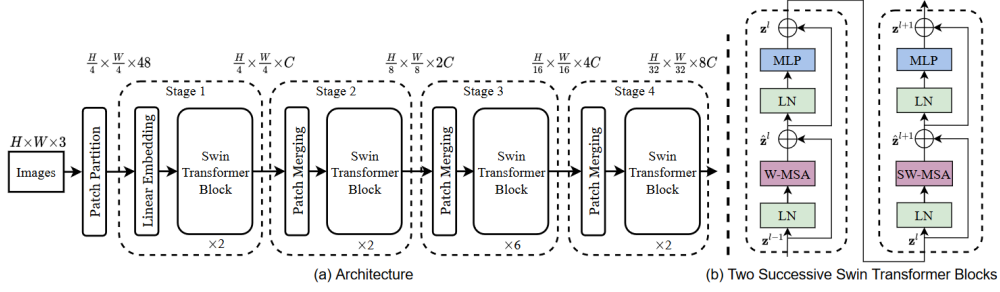 H×W×3
Images
H/4 × W/4 × 48
Patch Partition
H/4 × W/4 × C
Stage 1
Linear Embedding
Swin
Transformer
Block
×2
H/8 × W/8 × 2C
Stage 2
Patch Merging
Swin
Transformer
Block
×2
H/16 × W/16 × 4C
Stage 3
Patch Merging
Swin
Transformer
Block
×6
H/32 × W/32 × 8C
Stage 4
Patch Merging
Swin
Transformer
Block
×2
(a) Architecture
z^l
MLP
LN
ẑ^l
W-MSA
LN
z^{l−1}
z^{l+1}
MLP
LN
ẑ^{l+1}
SW-MSA
LN
z^l
(b) Two Successive Swin Transformer Blocks